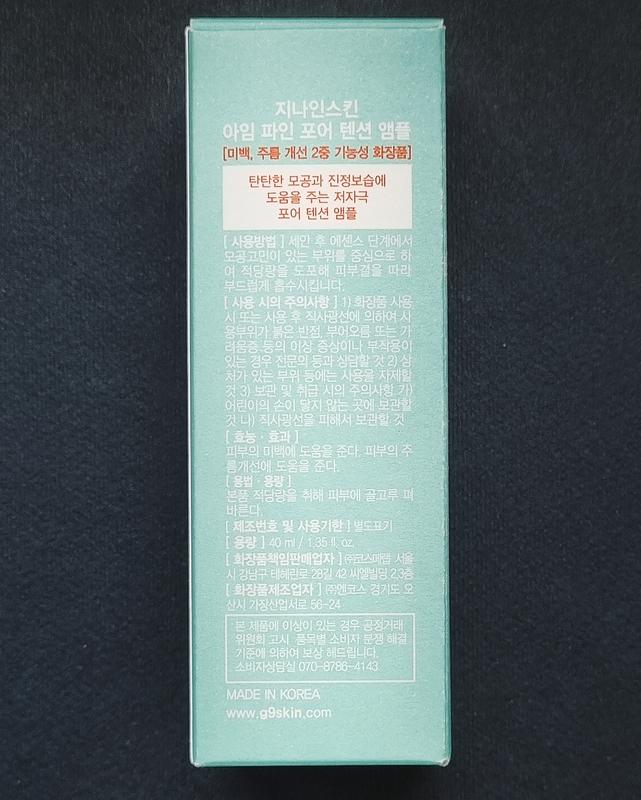 지나인스킨
아임 파인 포어 텐션 앰플
[미백, 주름 개선 2중 기능성 화장품]
탄탄한 모공과 진정보습에
도움을 주는 저자극
포어 텐션 앰플
[ 사용방법 ] 세안 후 에센스 단계에서
모공고민이 있는 부위를 중심으로 하
여 적당량을 도포해 피부결을 따라
부드럽게 흡수시킵니다.
[ 사용 시의 주의사항 ] 1) 화장품 사용
시 또는 사용 후 직사광선에 의하여 사
용부위가 붉은 반점, 부어오름 또는 가
려움증 등의 이상 증상이나 부작용이
있는 경우 전문의 등과 상담할 것 2) 상
처가 있는 부위 등에는 사용을 자제할
것 3) 보관 및 취급 시의 주의사항 가)
어린아이의 손이 닿지 않는 곳에 보관할
것 나) 직사광선을 피해서 보관할 것
[ 효능 · 효과 ]
피부의 미백에 도움을 준다. 피부의 주
름개선에 도움을 준다.
[ 용법 · 용량 ]
본품 적당량을 취해 피부에 골고루 펴
바른다.
[ 제조번호 및 사용기한 ] 별도표기
[ 용량 ] 40 ml / 1.35 fl. oz.
[ 화장품책임판매업자 ] ㈜코스메랩 서울
시 강남구 테헤란로 28길 42 씨엘빌딩 2,3층
[ 화장품제조업자 ] ㈜엔코스 경기도 오
산시 가장산업서로 56-24
본 제품에 이상이 있는 경우 공정거래
위원회 고시 품목별 소비자 분쟁 해결
기준에 의하여 보상 해드립니다.
소비자상담실 070-8786-4143
MADE IN KOREA
www.g9skin.com